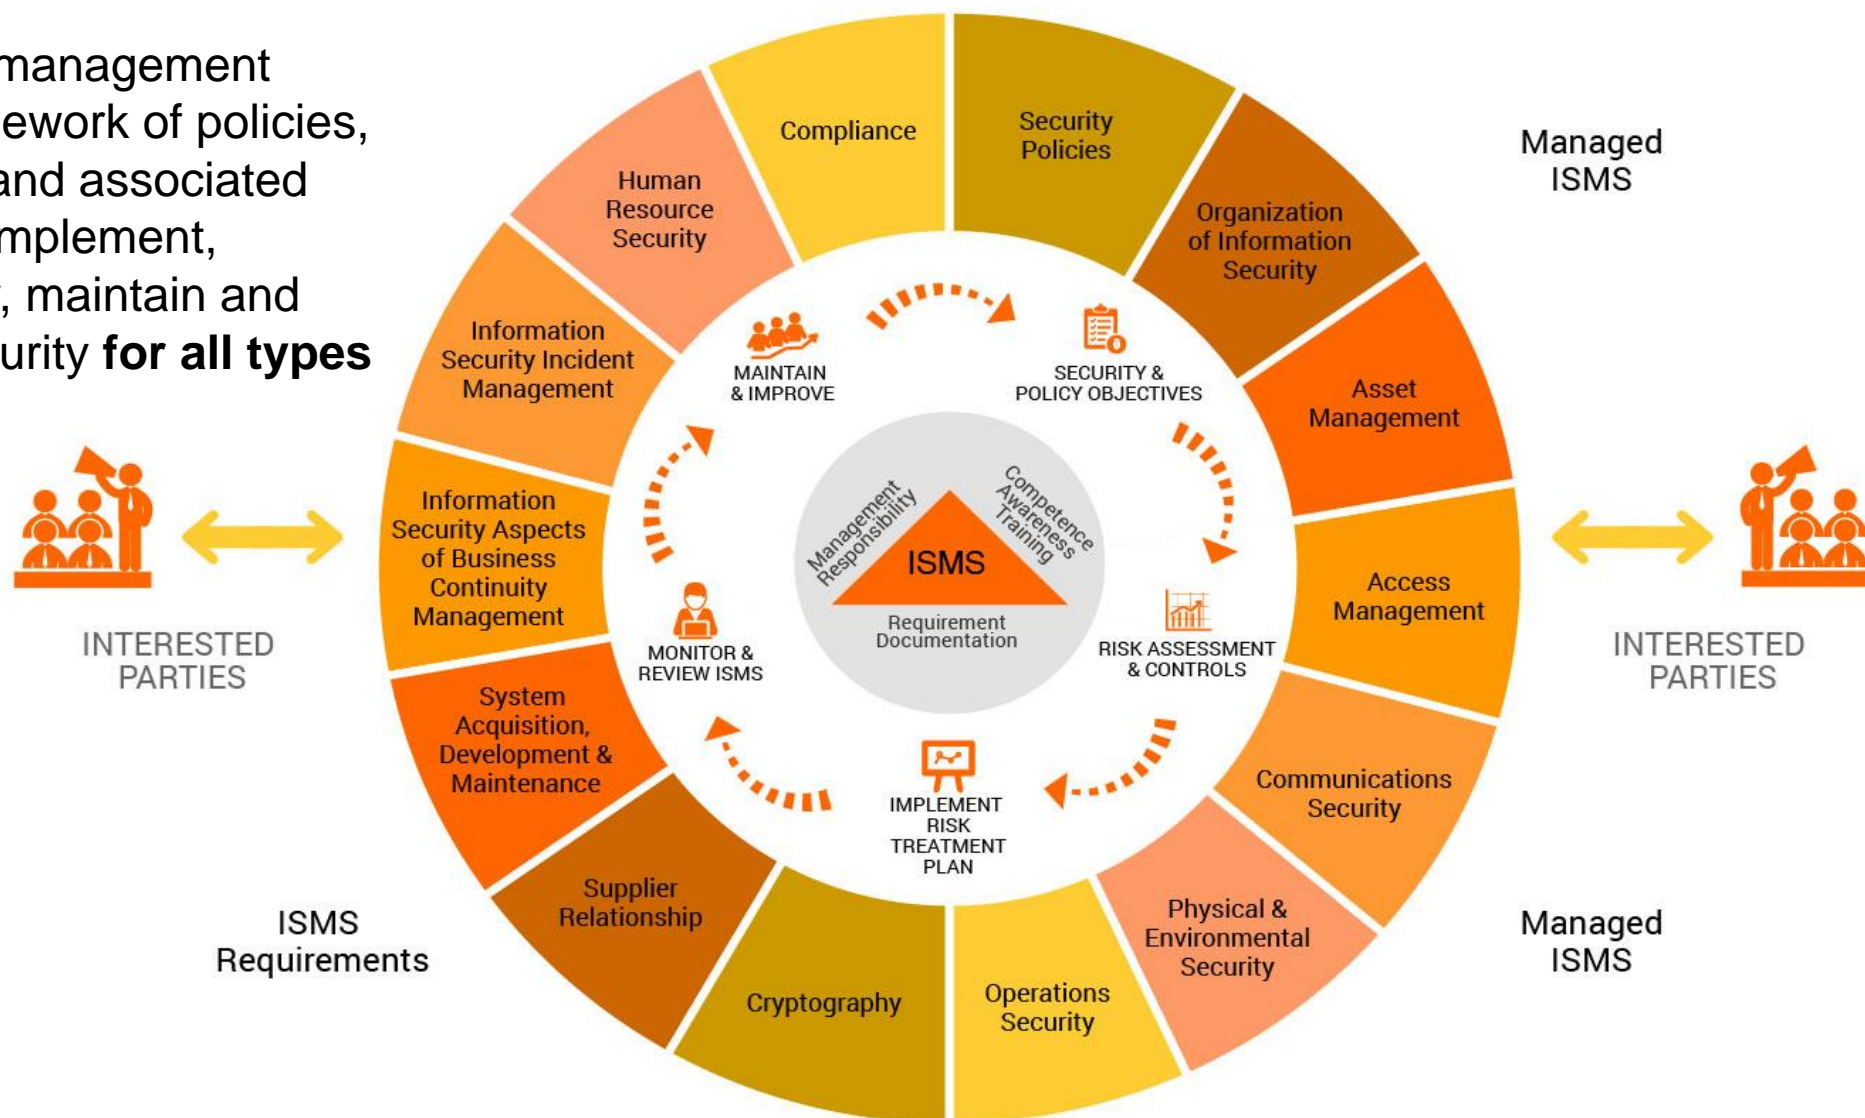 management
ework of policies,
and associated
mplement,
, maintain and
urity for all types
Compliance
Security
Policies
Organization
of Information
Security
Asset
Management
Access
Management
Communications
Security
Physical &
Environmental
Security
Operations
Security
Cryptography
Supplier
Relationship
System
Acquisition,
Development &
Maintenance
Information
Security Aspects
of Business
Continuity
Management
Information
Security Incident
Management
Human
Resource
Security
MAINTAIN
& IMPROVE
SECURITY &
POLICY OBJECTIVES
RISK ASSESSMENT
& CONTROLS
IMPLEMENT
RISK
TREATMENT
PLAN
MONITOR &
REVIEW ISMS
Management
Responsibility
Competence
Awareness
Training
ISMS
Requirement
Documentation
Managed
ISMS
INTERESTED
PARTIES
INTERESTED
PARTIES
ISMS
Requirements
Managed
ISMS